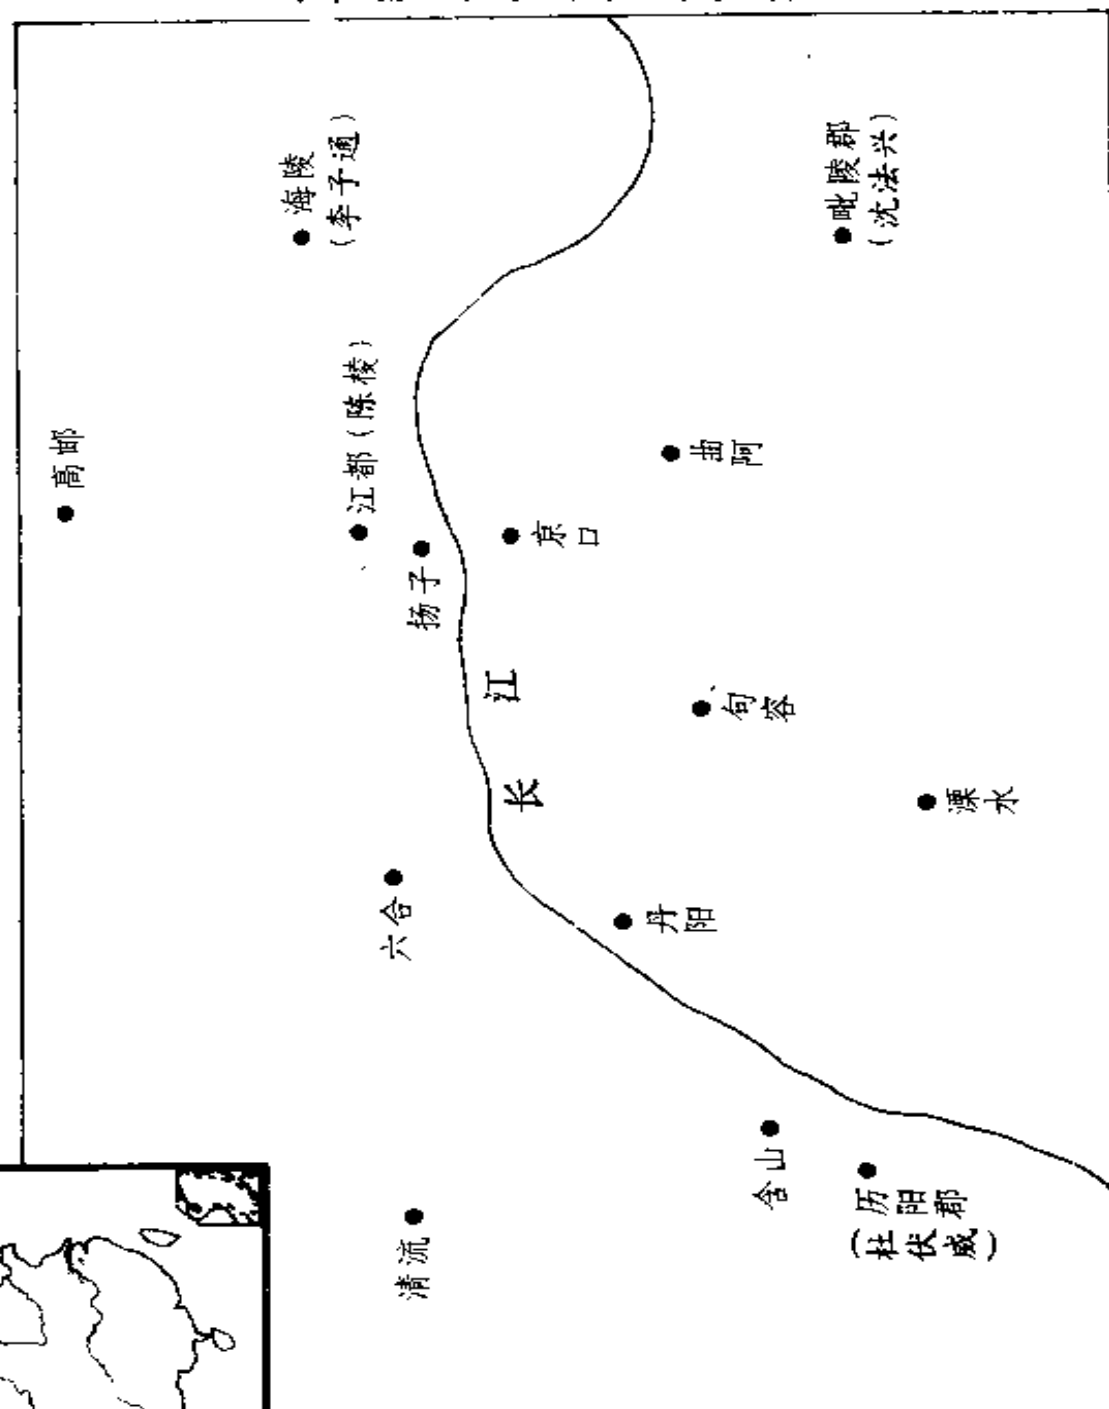 高邮
海陵
(李子通)
江都(陈棱)
六合
清流
扬子
长江
京口
丹阳
曲阿
句容
含山
毗陵郡
(沈法兴)
历阳郡
(杜伏威)
溧水